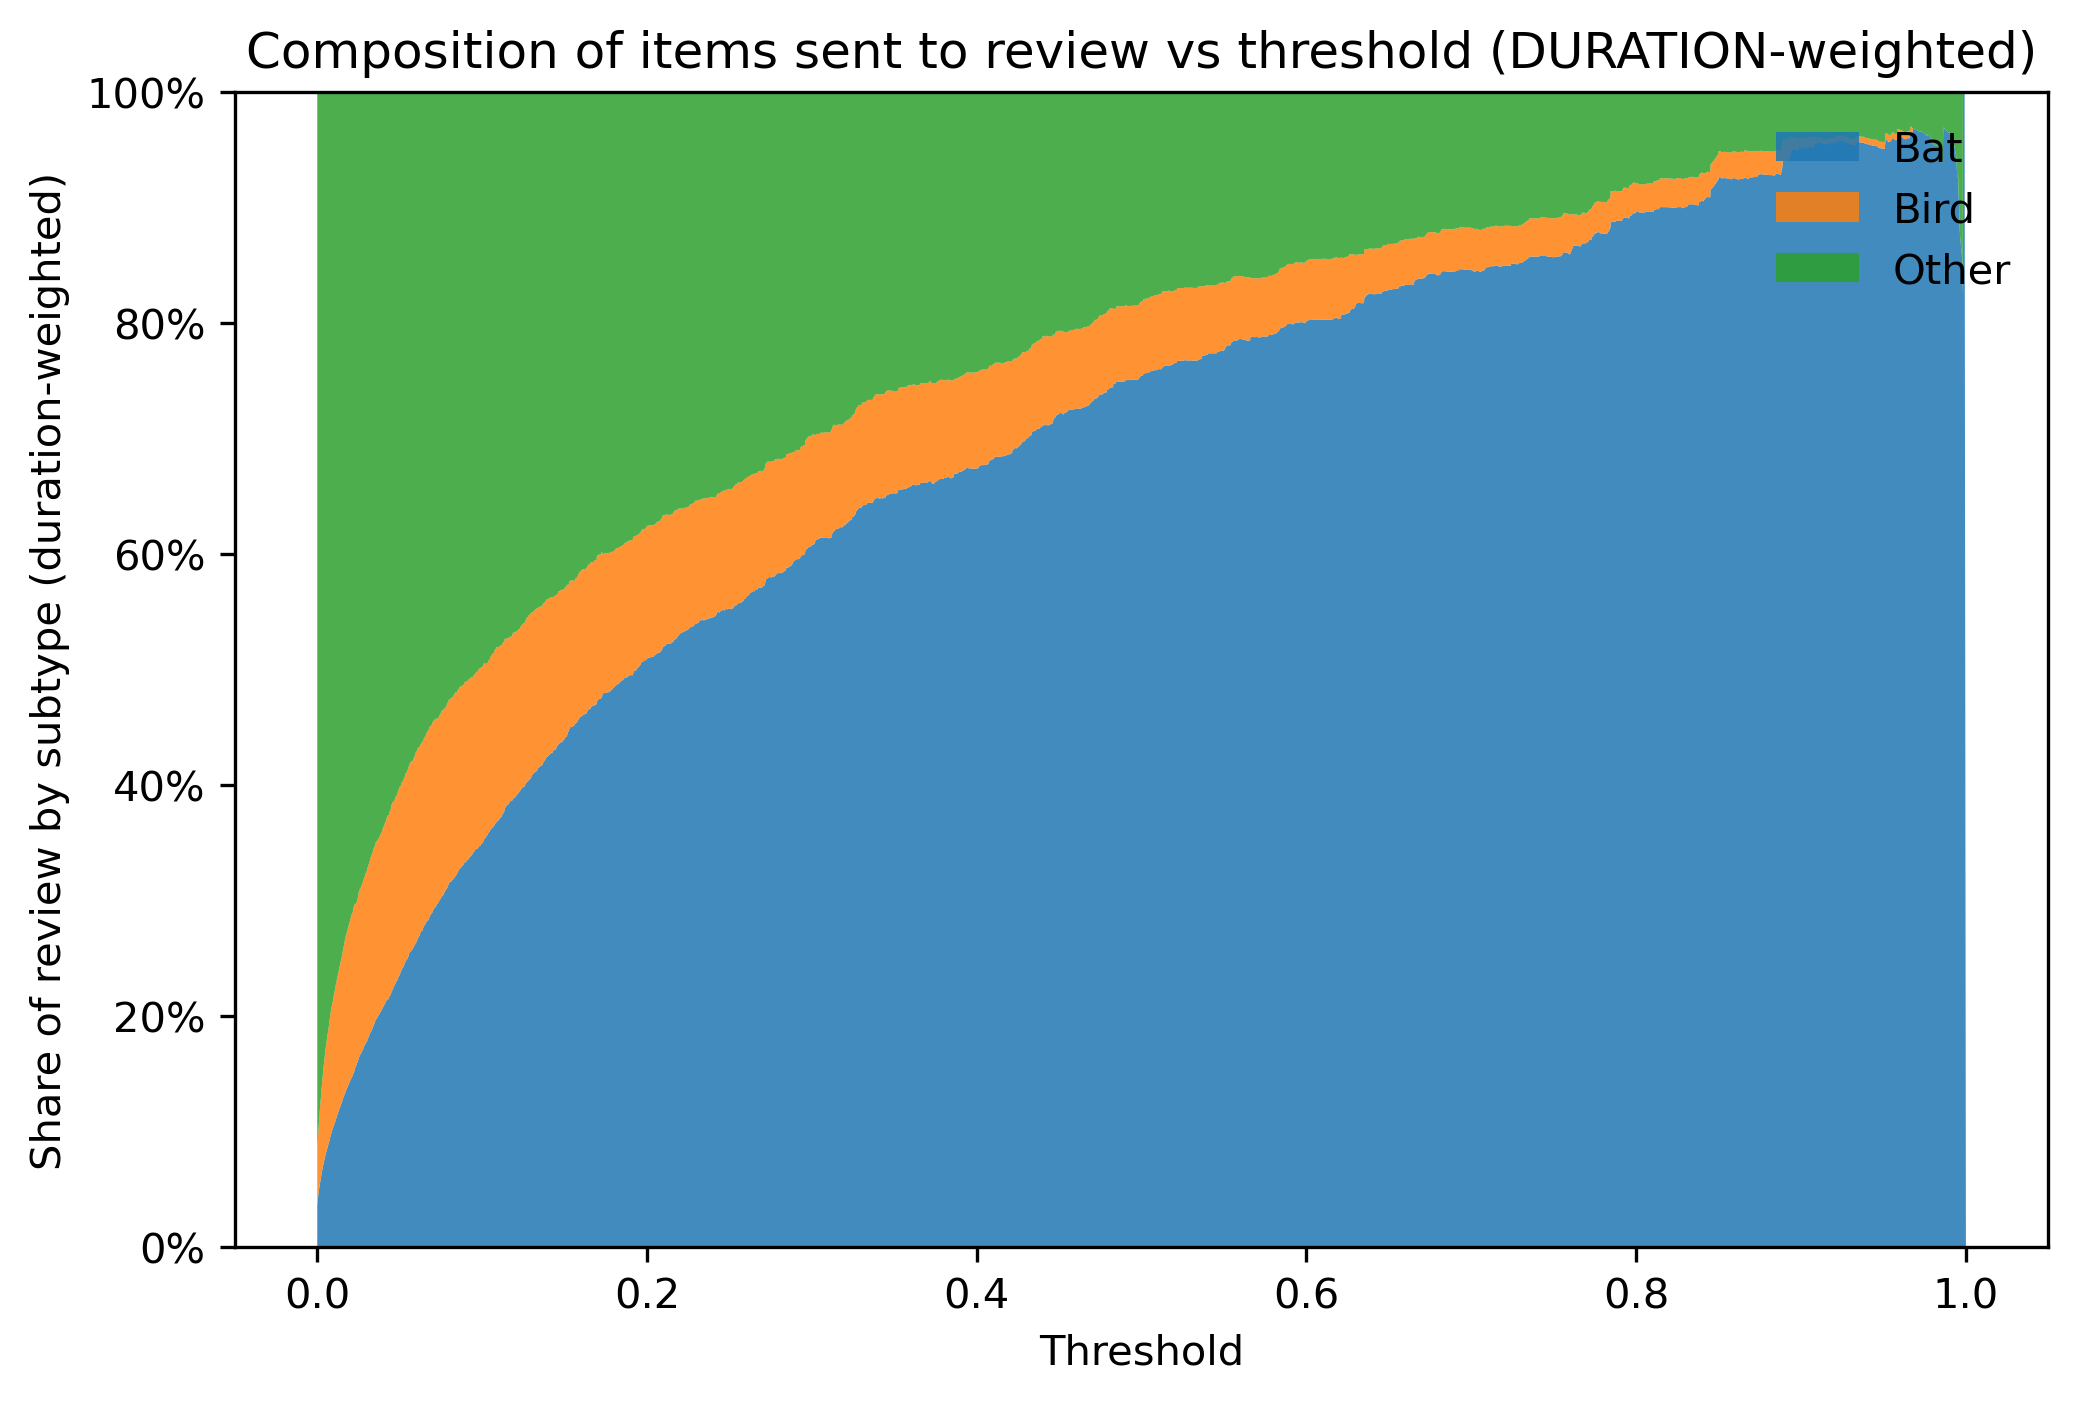 Composition of items sent to review vs threshold (DURATION-weighted)
Share of review by subtype (duration-weighted)
100%
80%
60%
40%
20%
0%
Bat
Bird
Other
0.0 0.2 0.4 0.6 0.8 1.0
Threshold